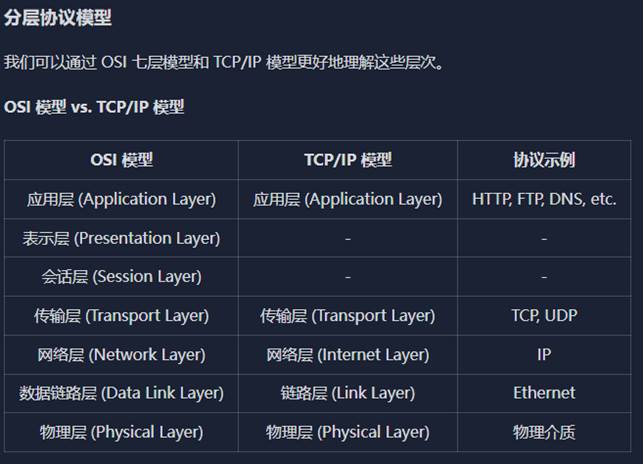 分层协议模型
我们可以通过 OSI 七层模型和 TCP/IP 模型更好地理解这些层次。
OSI 模型 vs. TCP/IP 模型
OSI 模型 TCP/IP 模型 协议示例
应用层 (Application Layer) 应用层 (Application Layer) HTTP, FTP, DNS, etc.
表示层 (Presentation Layer) - -
会话层 (Session Layer) - -
传输层 (Transport Layer) 传输层 (Transport Layer) TCP, UDP
网络层 (Network Layer) 网络层 (Internet Layer) IP
数据链路层 (Data Link Layer) 链路层 (Link Layer) Ethernet
物理层 (Physical Layer) 物理层 (Physical Layer) 物理介质